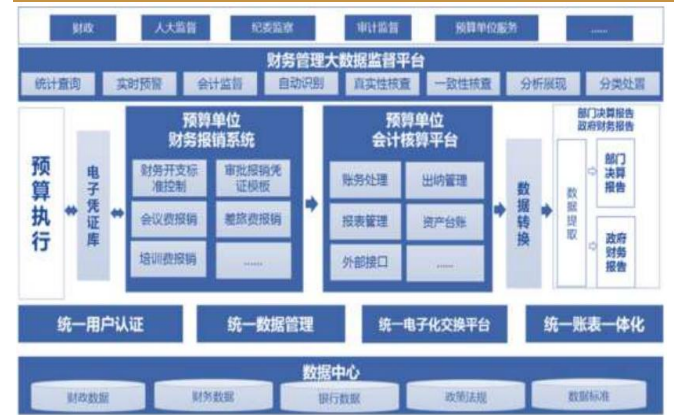 财政 人大监督 纪委监察 审计监督 预算单位服务 ......
财务管理大数据监督平台
统计查询 实时预警 会计监督 自动识别 真实性核查 一致性核查 分析展现 分类处置
预算执行
电子凭证库
预算单位
财务报销系统
财务开支标
准控制
审批报销凭
证模板
会议费报销 差旅费报销
培训费报销 ......
预算单位
会计核算平台
账务处理 出纳管理
报表管理 资产台账
外部接口 ......
数据转换
部门决算报告
政府财务报告
数据提取
部门
决算
报告
政府
财务
报告
统一用户认证 统一数据管理 统一电子化交换平台 统一账表一体化
数据中心
财政数据 财务数据 银行数据 政策法规 数据标准